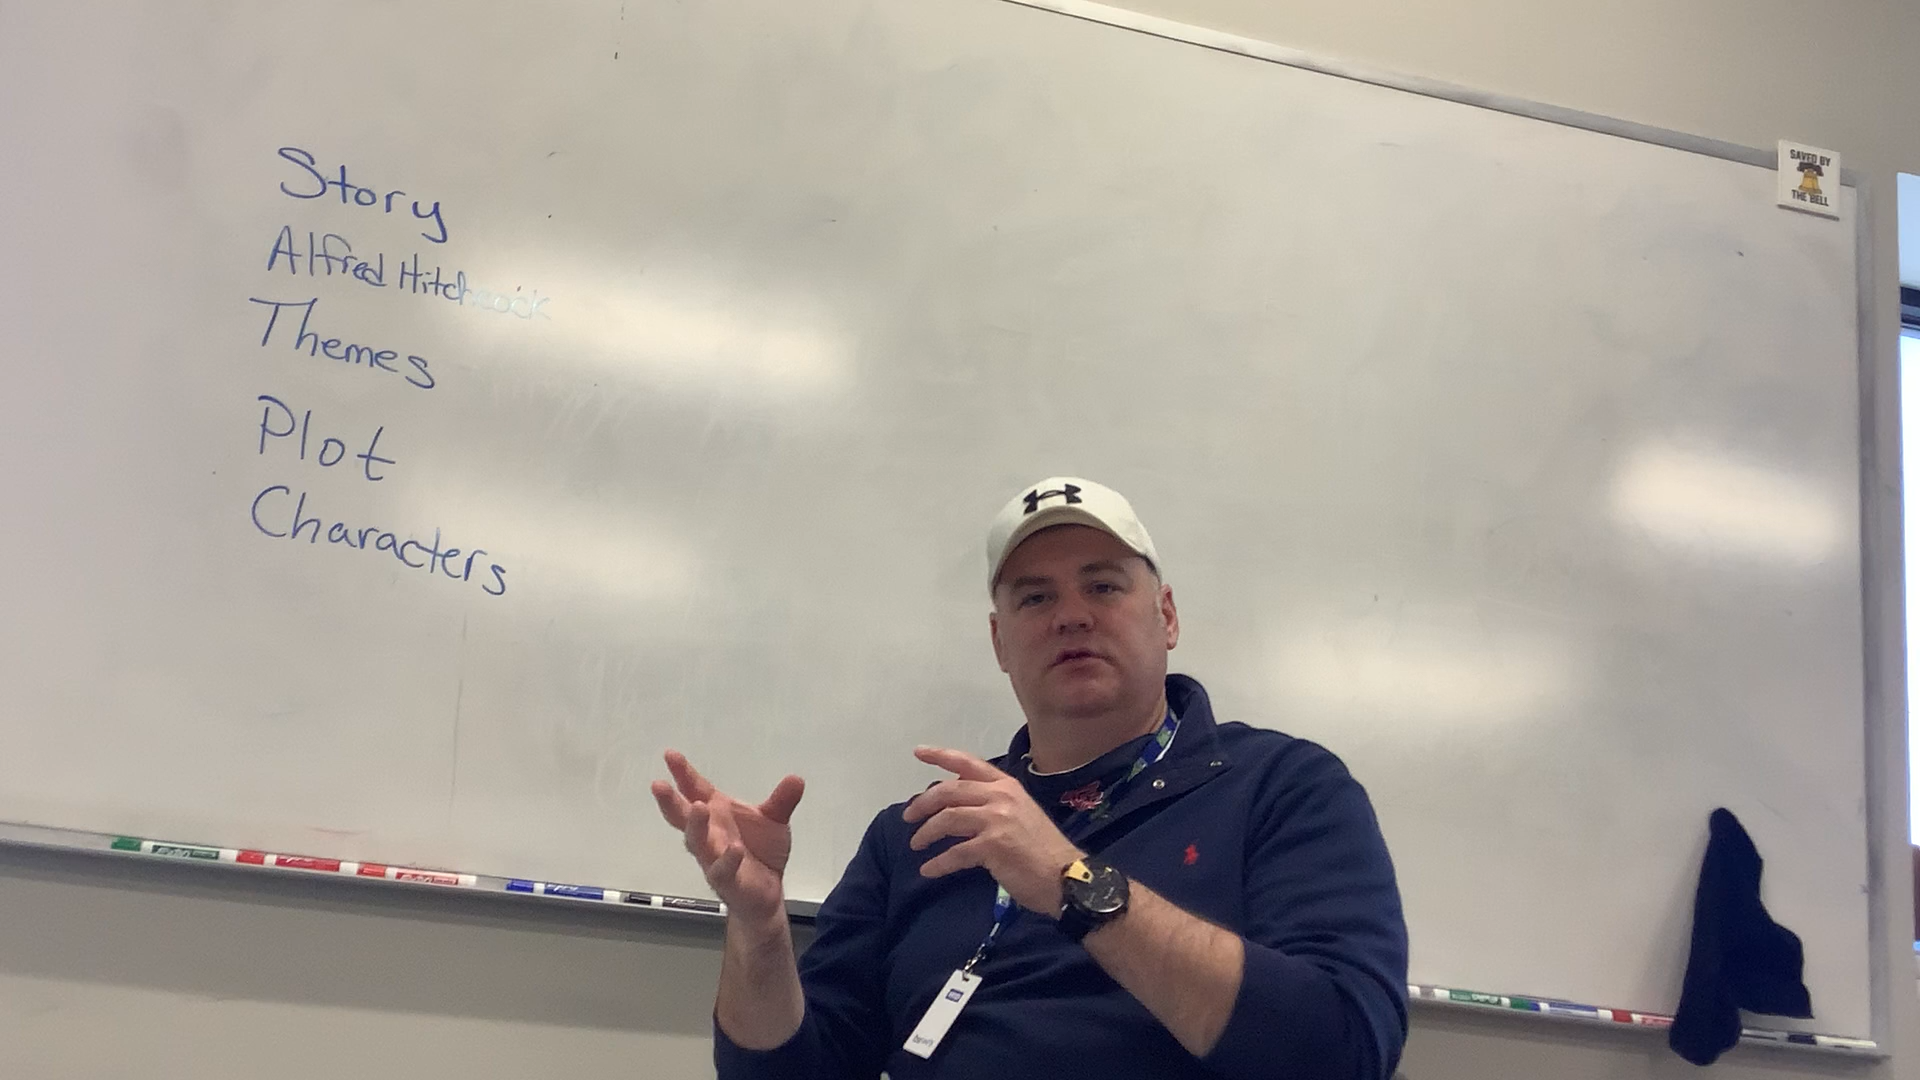 Story
Alfred Hitchcock
Themes
Plot
Characters
SAVED BY
THE BELL